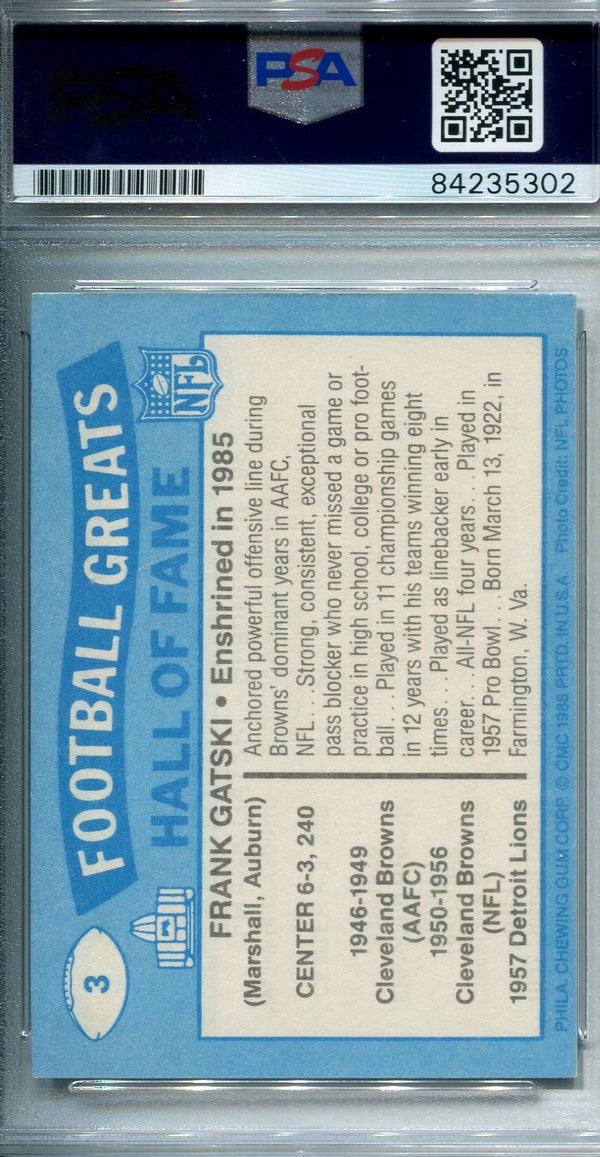 PSA
PSA
84235302
3
FOOTBALL GREATS
HALL OF FAME
NFL
FRANK GATSKI • Enshrined in 1985
(Marshall, Auburn)
CENTER 6-3, 240
1946-1949
Cleveland Browns
(AAFC)
1950-1956
Cleveland Browns
(NFL)
1957 Detroit Lions
Anchored powerful offensive line during
Browns' dominant years in AAFC,
NFL. . .Strong, consistent, exceptional
pass blocker who never missed a game or
practice in high school, college or pro foot-
ball. . .Played in 11 championship games
in 12 years with his teams winning eight
times. . .Played as linebacker early in
career. . .All-NFL four years. . .Played in
1957 Pro Bowl. . .Born March 13, 1922, in
Farmington, W. Va.
PHILA. CHEWING GUM CORP. © CMC 1988 PRTD. IN U.S.A. Photo Credit: NFL PHOTOS